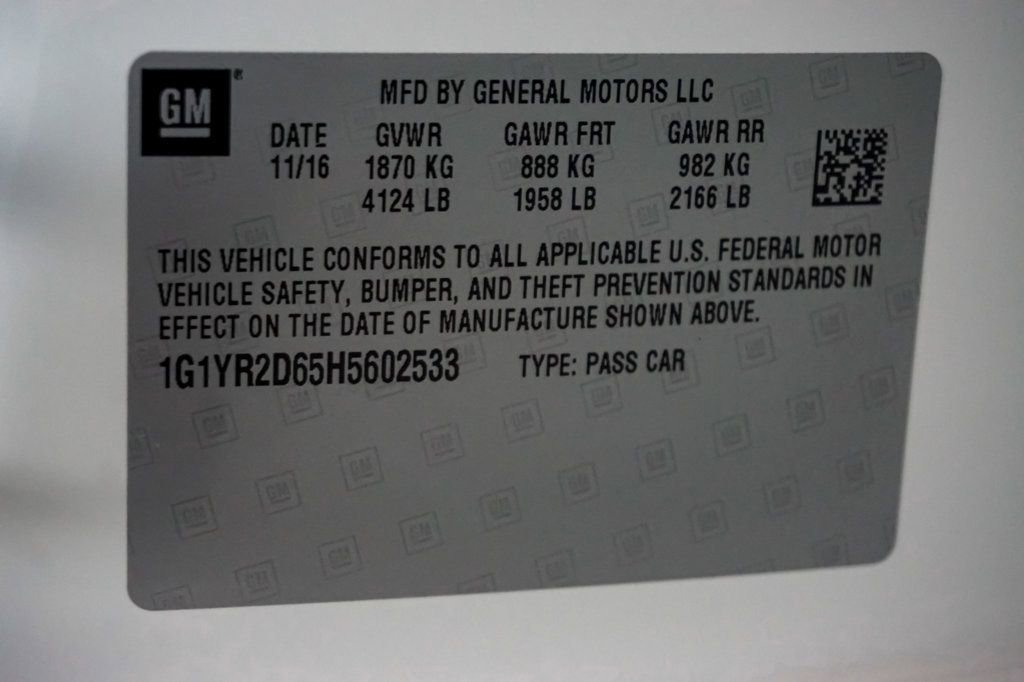 GM®
MFD BY GENERAL MOTORS LLC
DATE GVWR GAWR FRT GAWR RR
11/16 1870 KG 888 KG 982 KG
4124 LB 1958 LB 2166 LB
THIS VEHICLE CONFORMS TO ALL APPLICABLE U.S. FEDERAL MOTOR
VEHICLE SAFETY, BUMPER, AND THEFT PREVENTION STANDARDS IN
EFFECT ON THE DATE OF MANUFACTURE SHOWN ABOVE.
1G1YR2D65H5602533 TYPE: PASS CAR